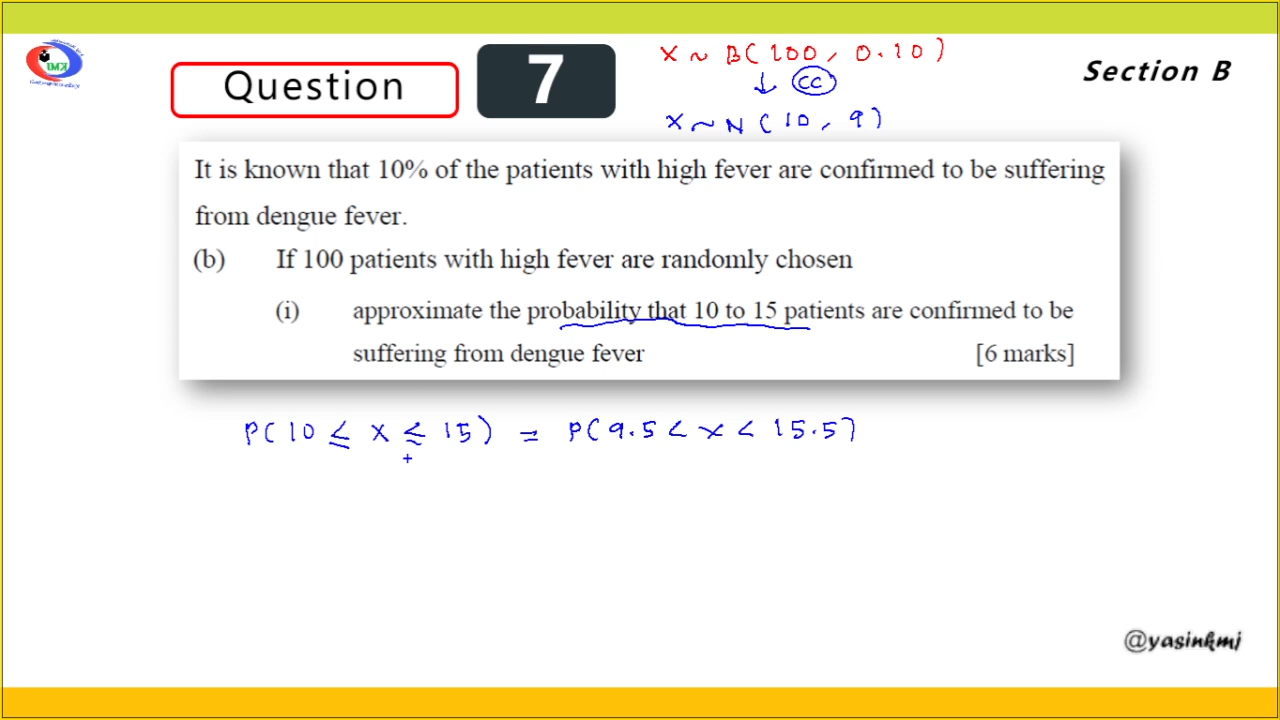 X ~ B(100, 0.10)
Question 7
↓ CC
Section B
X ~ N(10, 9)
It is known that 10% of the patients with high fever are confirmed to be suffering
from dengue fever.
(b) If 100 patients with high fever are randomly chosen
(i) approximate the probability that 10 to 15 patients are confirmed to be
suffering from dengue fever [6 marks]
P(10 ≤ X ≤ 15) = P(9.5 < X < 15.5)
@yasinkmj